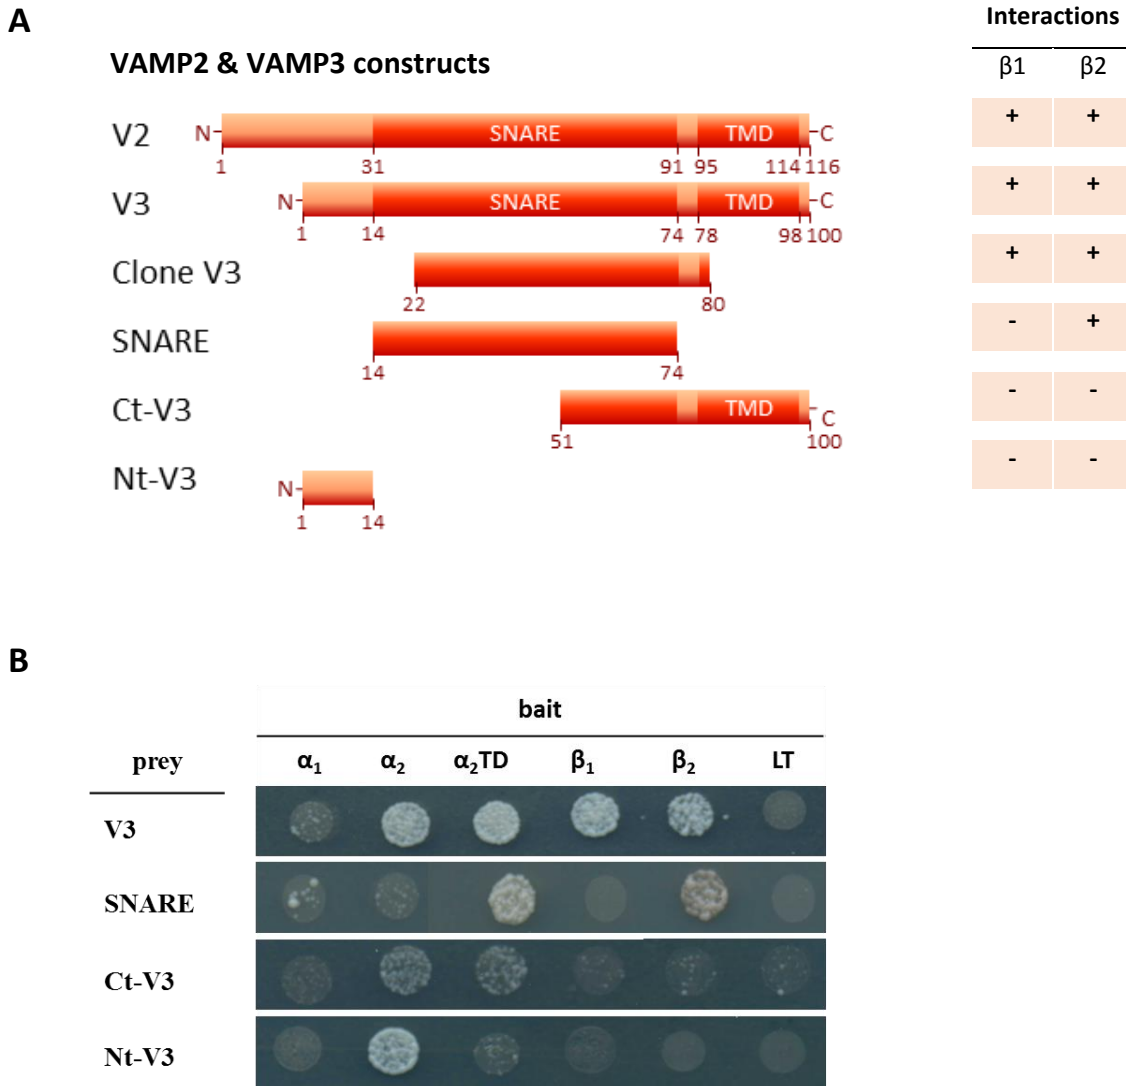 A
Interactions
VAMP2 & VAMP3 constructs
β1 β2
V2 N SNARE TMD C + +
1 31 91 95 114 116
V3 N SNARE TMD C + +
1 14 74 78 98 100
Clone V3 + +
22 80
SNARE - +
14 74
Ct-V3 TMD C - -
51 100
Nt-V3 N - -
1 14
B
bait
prey α₁ α₂ α₂TD β₁ β₂ LT
V3
SNARE
Ct-V3
Nt-V3